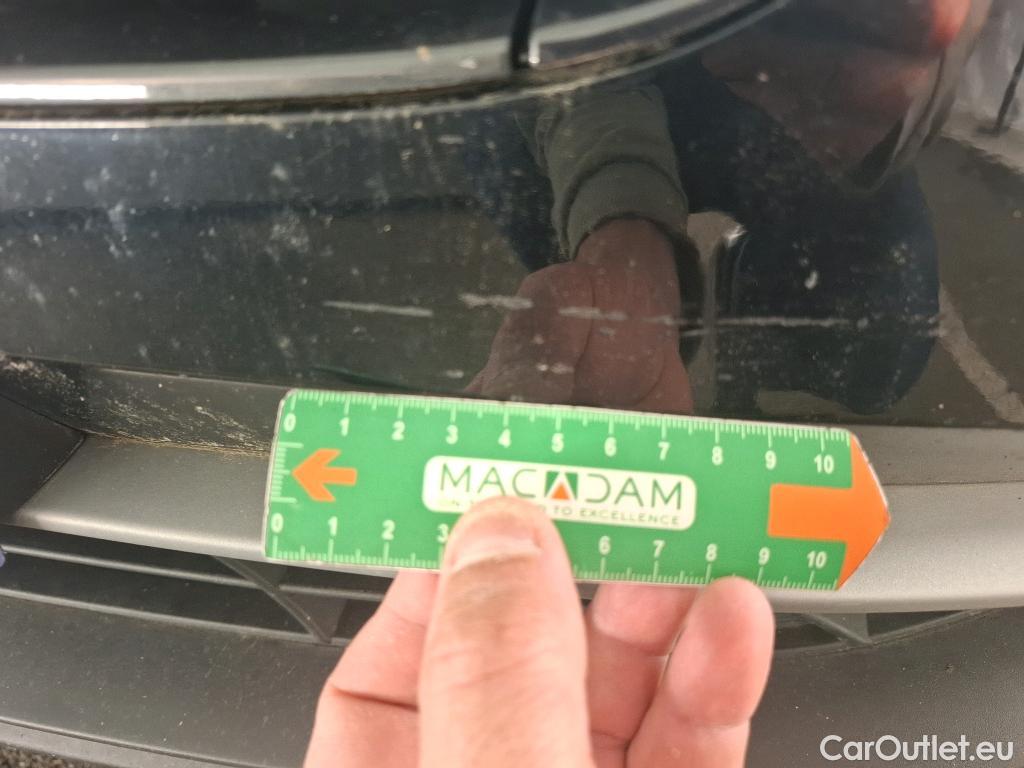 0 1 2 3 4 5 6 7 8 9 10
MACADAM
TO EXCELLENCE
0 1 2 3 6 7 8 9 10
CarOutlet.eu